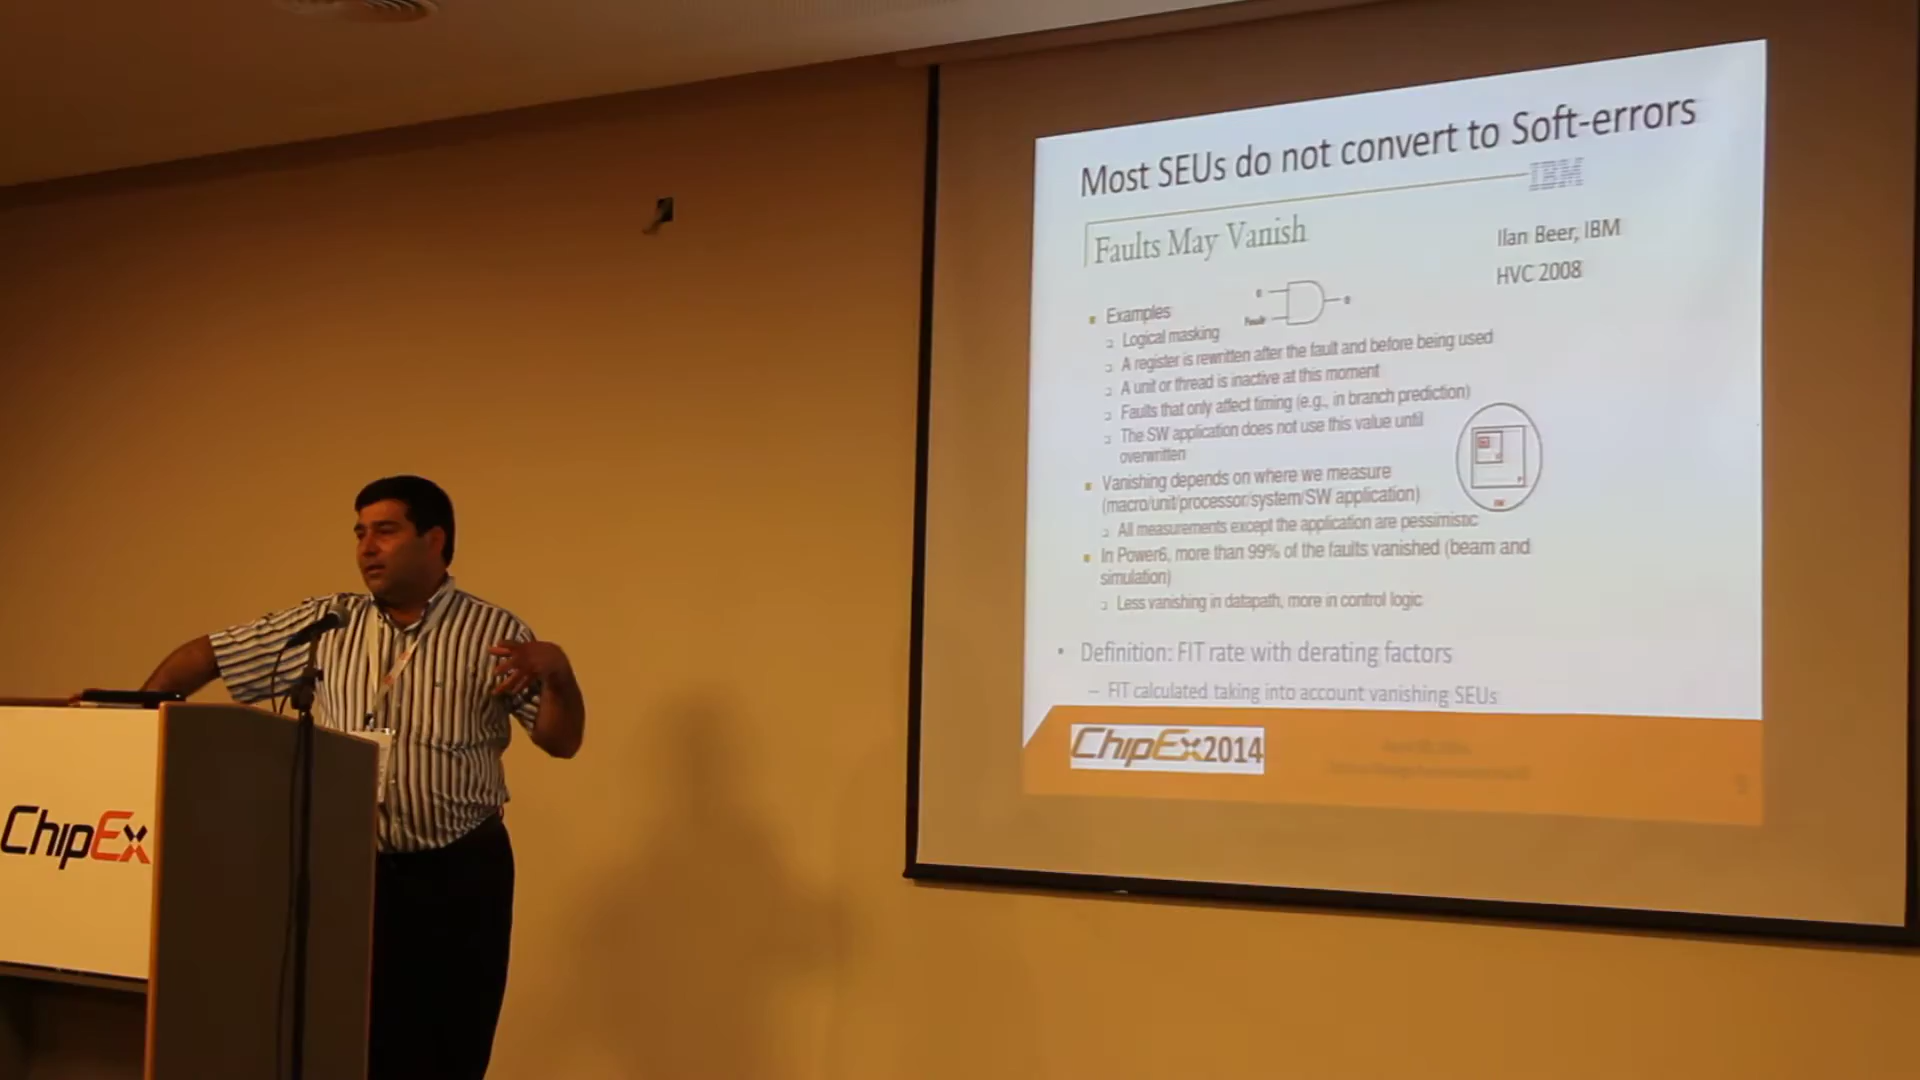 Most SEUs do not convert to Soft-errors
IBM
Faults May Vanish
Ilan Beer, IBM
HVC 2008
Examples
Logical masking
0
0
Fault
A register is rewritten after the fault and before being used
A unit or thread is inactive at this moment
Faults that only affect timing (e.g., in branch prediction)
The SW application does not use this value until
overwritten
Vanishing depends on where we measure
(macro/unit/processor/system/SW application)
All measurements except the application are pessimistic
In Power6, more than 99% of the faults vanished (beam and
simulation)
Less vanishing in datapath, more in control logic
• Definition: FIT rate with derating factors
– FIT calculated taking into account vanishing SEUs
ChipEx2014
ChipEx